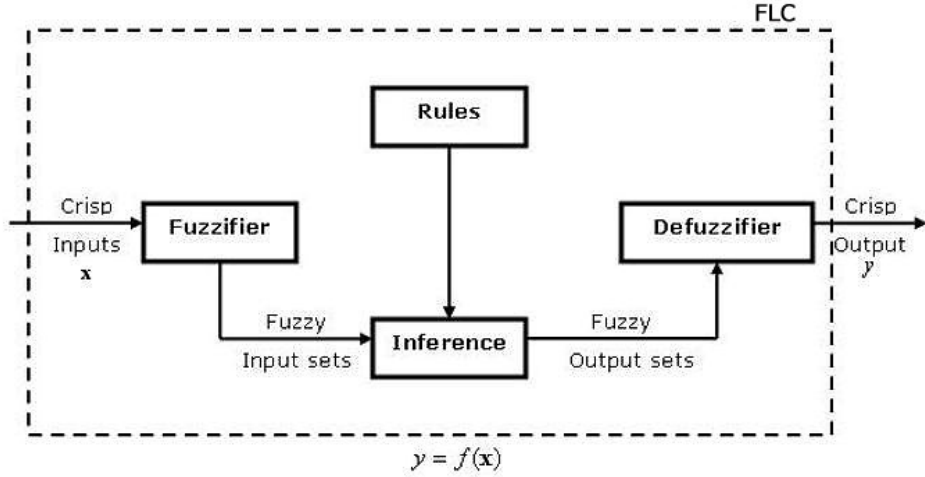 FLC
Rules
Crisp
Inputs
x
Fuzzifier
Defuzzifier
Crisp
Output
y
Fuzzy
Input sets
Inference
Fuzzy
Output sets
y = f(x)